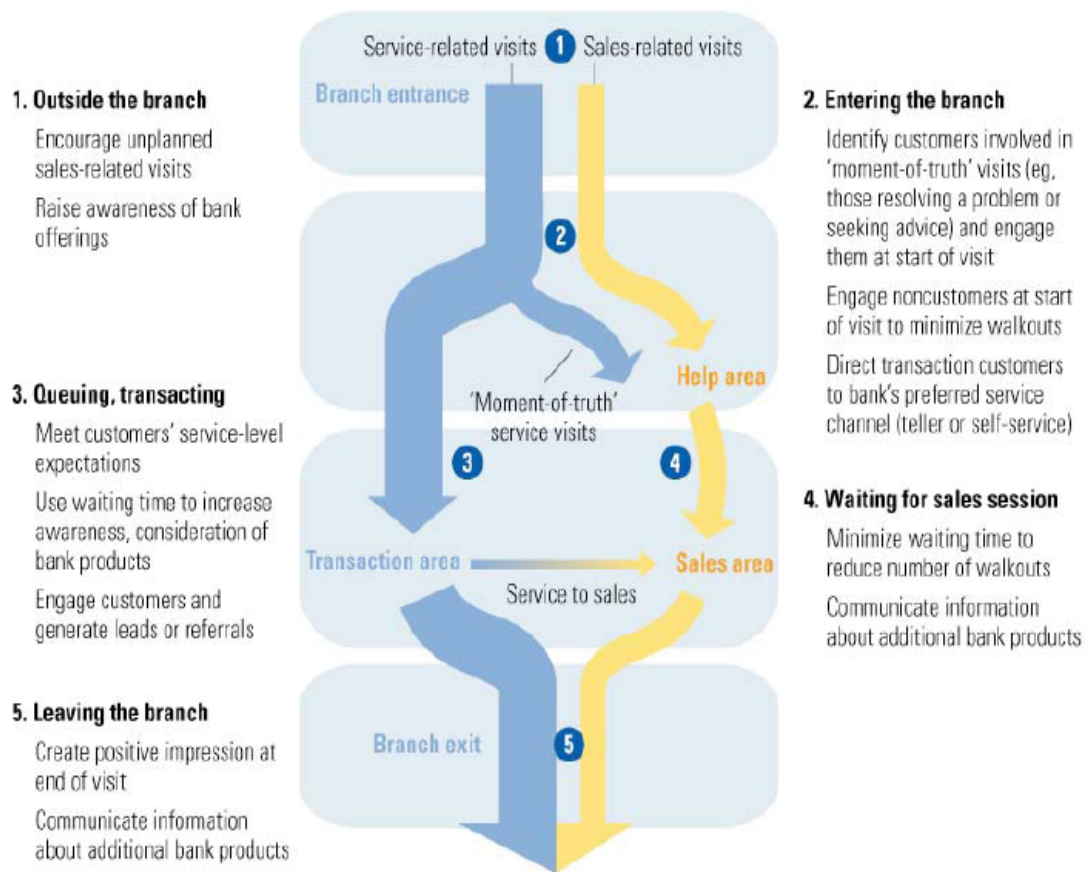 Service-related visits 1 Sales-related visits
Branch entrance
1. Outside the branch
Encourage unplanned
sales-related visits
Raise awareness of bank
offerings
2. Entering the branch
Identify customers involved in
'moment-of-truth' visits (eg,
those resolving a problem or
seeking advice) and engage
them at start of visit
Engage noncustomers at start
of visit to minimize walkouts
Direct transaction customers
to bank's preferred service
channel (teller or self-service)
2
Help area
'Moment-of-truth'
service visits
3. Queuing, transacting
Meet customers' service-level
expectations
Use waiting time to increase
awareness, consideration of
bank products
Engage customers and
generate leads or referrals
3
4
4. Waiting for sales session
Minimize waiting time to
reduce number of walkouts
Communicate information
about additional bank products
Transaction area
Sales area
Service to sales
5. Leaving the branch
Create positive impression at
end of visit
Communicate information
about additional bank products
Branch exit
5